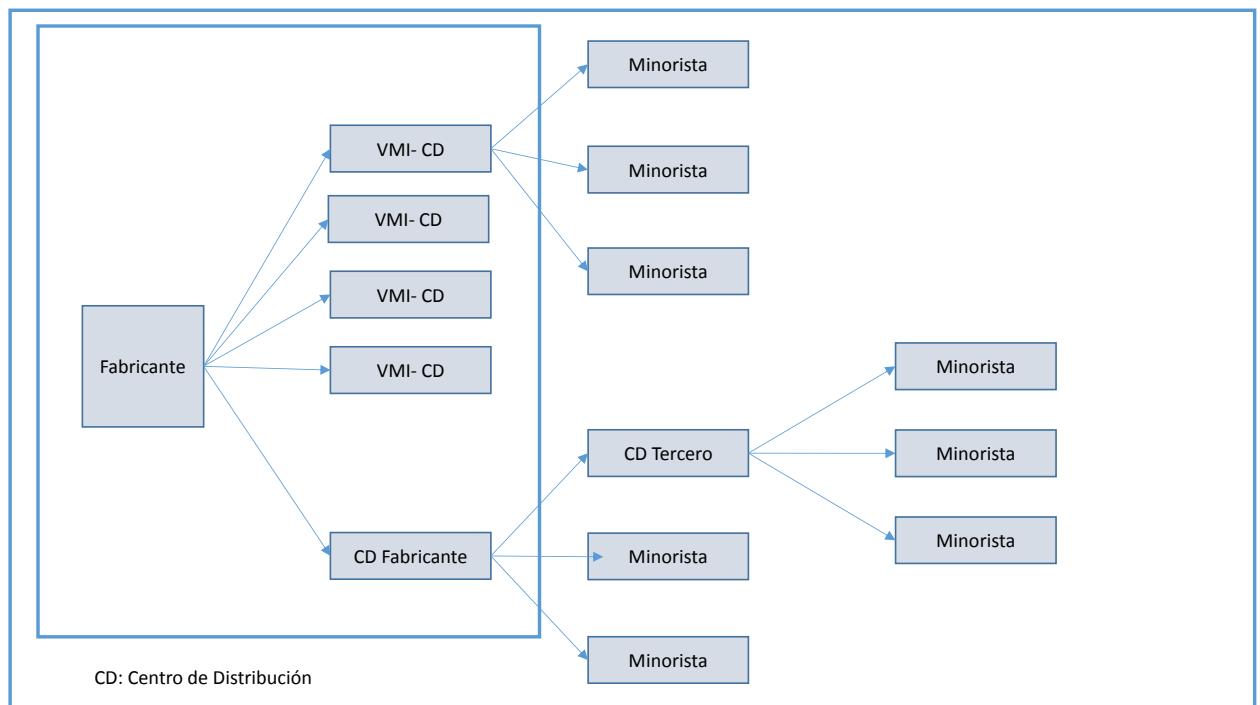 Minorista
VMI- CD
Minorista
VMI- CD
Minorista
VMI- CD
Fabricante
VMI- CD
Minorista
CD Tercero
Minorista
CD Fabricante
Minorista
Minorista
Minorista
CD: Centro de Distribución